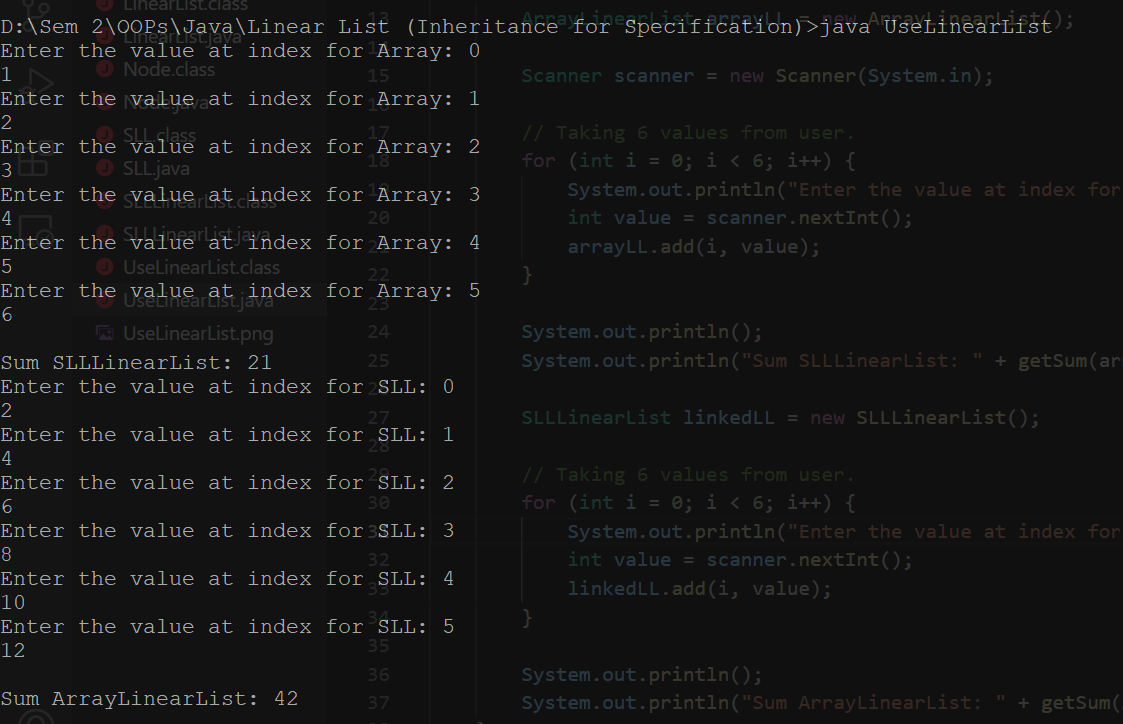 D:\Sem 2\OOPs\Java\Linear List (Inheritance for Specification)>java UseLinearList
Enter the value at index for Array: 0
1
Enter the value at index for Array: 1
2
Enter the value at index for Array: 2
3
Enter the value at index for Array: 3
4
Enter the value at index for Array: 4
5
Enter the value at index for Array: 5
6
Sum SLLLinearList: 21
Enter the value at index for SLL: 0
2
Enter the value at index for SLL: 1
4
Enter the value at index for SLL: 2
6
Enter the value at index for SLL: 3
8
Enter the value at index for SLL: 4
10
Enter the value at index for SLL: 5
12
Sum ArrayLinearList: 42
LinearList.class
LinearList.java
Node.class
Node.java
SLL.class
SLL.java
SLLLinearList.class
SLLLinearList.java
UseLinearList.class
UseLinearList.java
UseLinearList.png
13 ArrayLinearList arrayLL = new ArrayLinearList();
14
15 Scanner scanner = new Scanner(System.in);
16
17 // Taking 6 values from user.
18 for (int i = 0; i < 6; i++) {
19 System.out.println("Enter the value at index for
20 int value = scanner.nextInt();
21 arrayLL.add(i, value);
22 }
23
24 System.out.println();
25 System.out.println("Sum SLLLinearList: " + getSum(ar
26
27 SLLLinearList linkedLL = new SLLLinearList();
28
29 // Taking 6 values from user.
30 for (int i = 0; i < 6; i++) {
31 System.out.println("Enter the value at index for
32 int value = scanner.nextInt();
33 linkedLL.add(i, value);
34 }
35
36 System.out.println();
37 System.out.println("Sum ArrayLinearList: " + getSum(